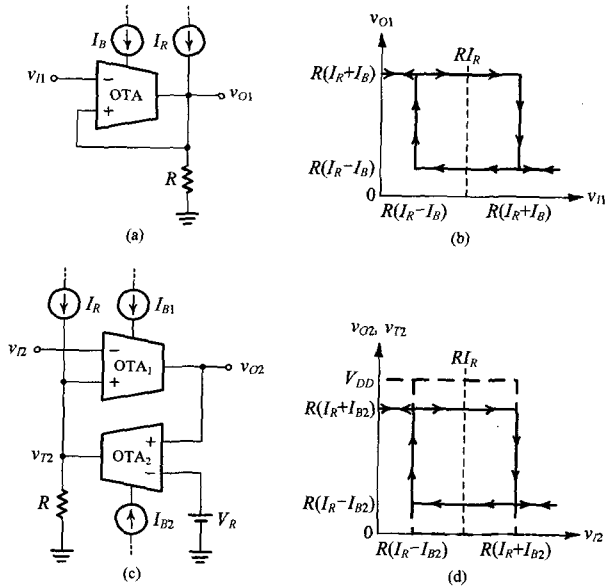 I_B I_R
v_I1
−
OTA
+
v_O1
R
(a)
v_O1
RI_R
R(I_R+I_B)
R(I_R−I_B)
0
R(I_R−I_B) R(I_R+I_B) v_I1
(b)
I_R I_B1
v_I2
−
OTA₁
+
v_O2
v_T2
+
OTA₂
−
R
I_B2
V_R
(c)
v_O2, v_T2
RI_R
V_DD
R(I_R+I_B2)
R(I_R−I_B2)
0
R(I_R−I_B2) R(I_R+I_B2) v_I2
(d)